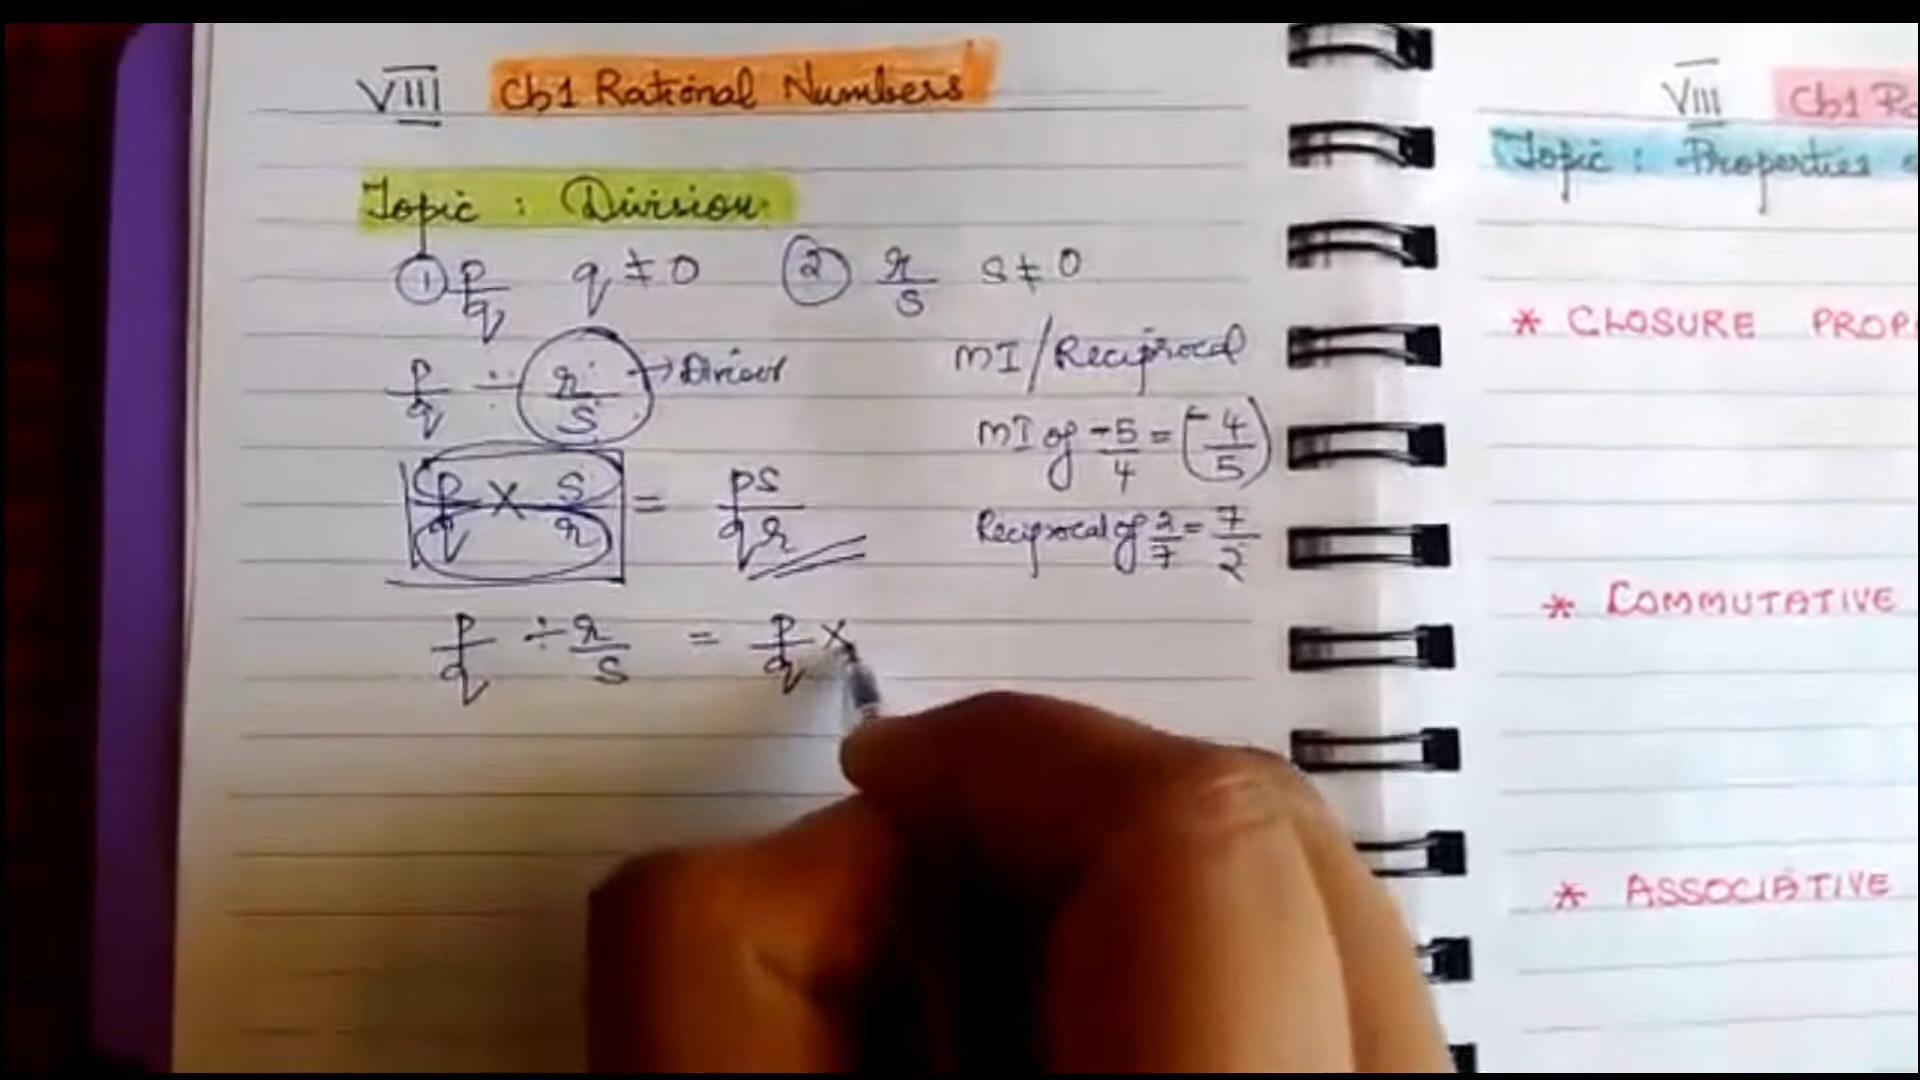 VIII Ch1 Rational Numbers
Topic : Division
① p/q q ≠ 0 ② r/s s ≠ 0
p/q ÷ r/s → Divisor
MI / Reciprocal
MI of -5/4 = (-4/5)
p/q × s/r = ps/qr
Reciprocal of 2/7 = 7/2
p/q ÷ r/s = p/q ×
VIII Ch1
Topic : Properties
* CLOSURE
* COMMUTATIVE
* ASSOCIATIVE